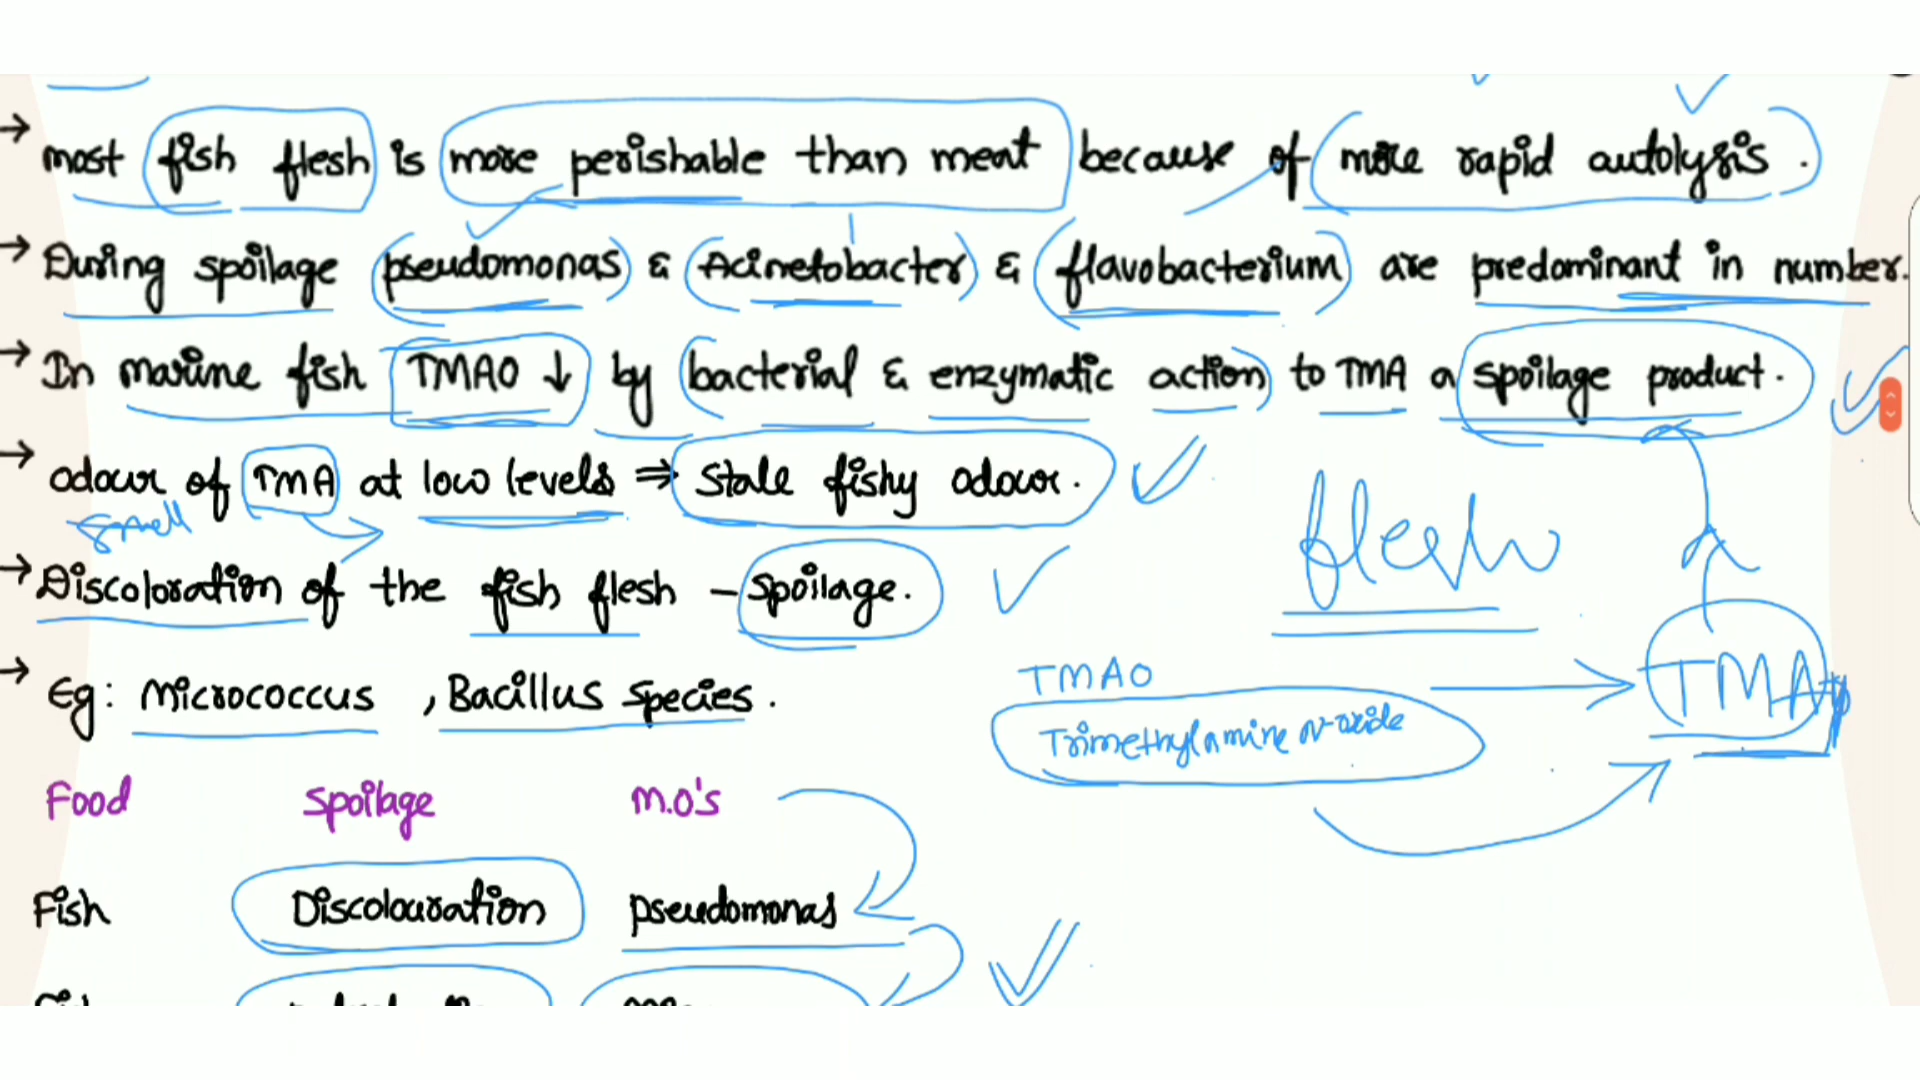 → most fish flesh is more perishable than meat because of more rapid autolysis.
→ During spoilage pseudomonas & Acinetobacter & flavobacterium are predominant in number.
→ In marine fish TMAO ↓ by bacterial & enzymatic action to TMA a spoilage product.
→ odour of TMA at low levels ⇒ Stale fishy odour.
smell
flesh
→ Discoloration of the fish flesh - spoilage.
→ Eg: Micrococcus, Bacillus species.
TMAO → TMA
Trimethylamine N-oxide
Food Spoilage M.O's
Fish Discolouration pseudomonas